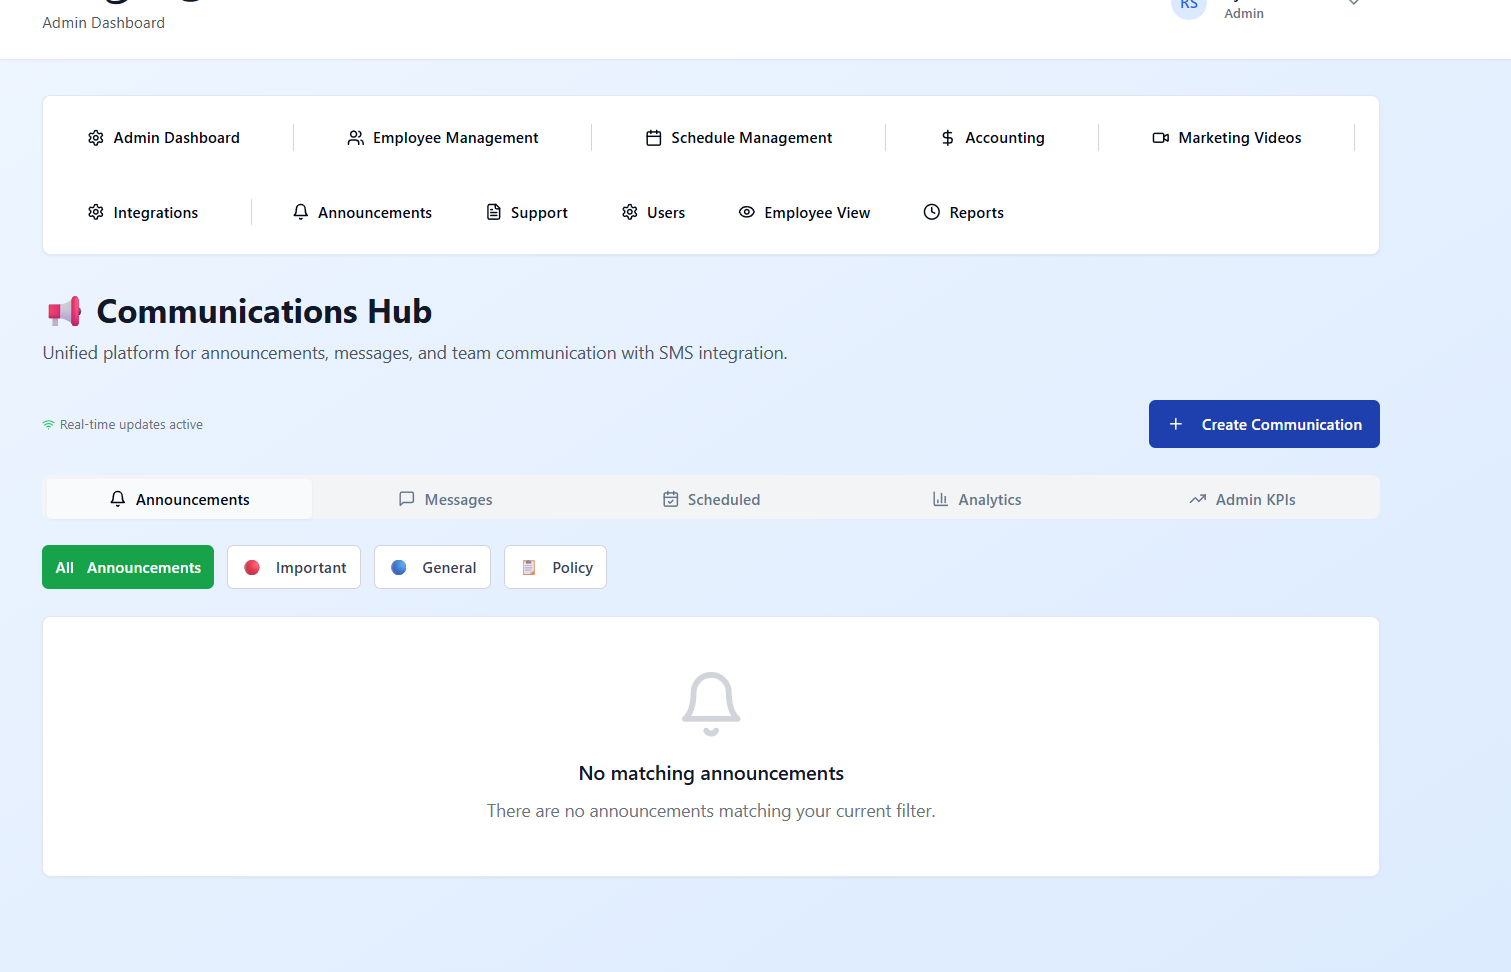 Admin Dashboard
RS
Admin
Admin Dashboard
Employee Management
Schedule Management
Accounting
Marketing Videos
Integrations
Announcements
Support
Users
Employee View
Reports
Communications Hub
Unified platform for announcements, messages, and team communication with SMS integration.
Real-time updates active
Create Communication
Announcements
Messages
Scheduled
Analytics
Admin KPIs
All Announcements
Important
General
Policy
No matching announcements
There are no announcements matching your current filter.